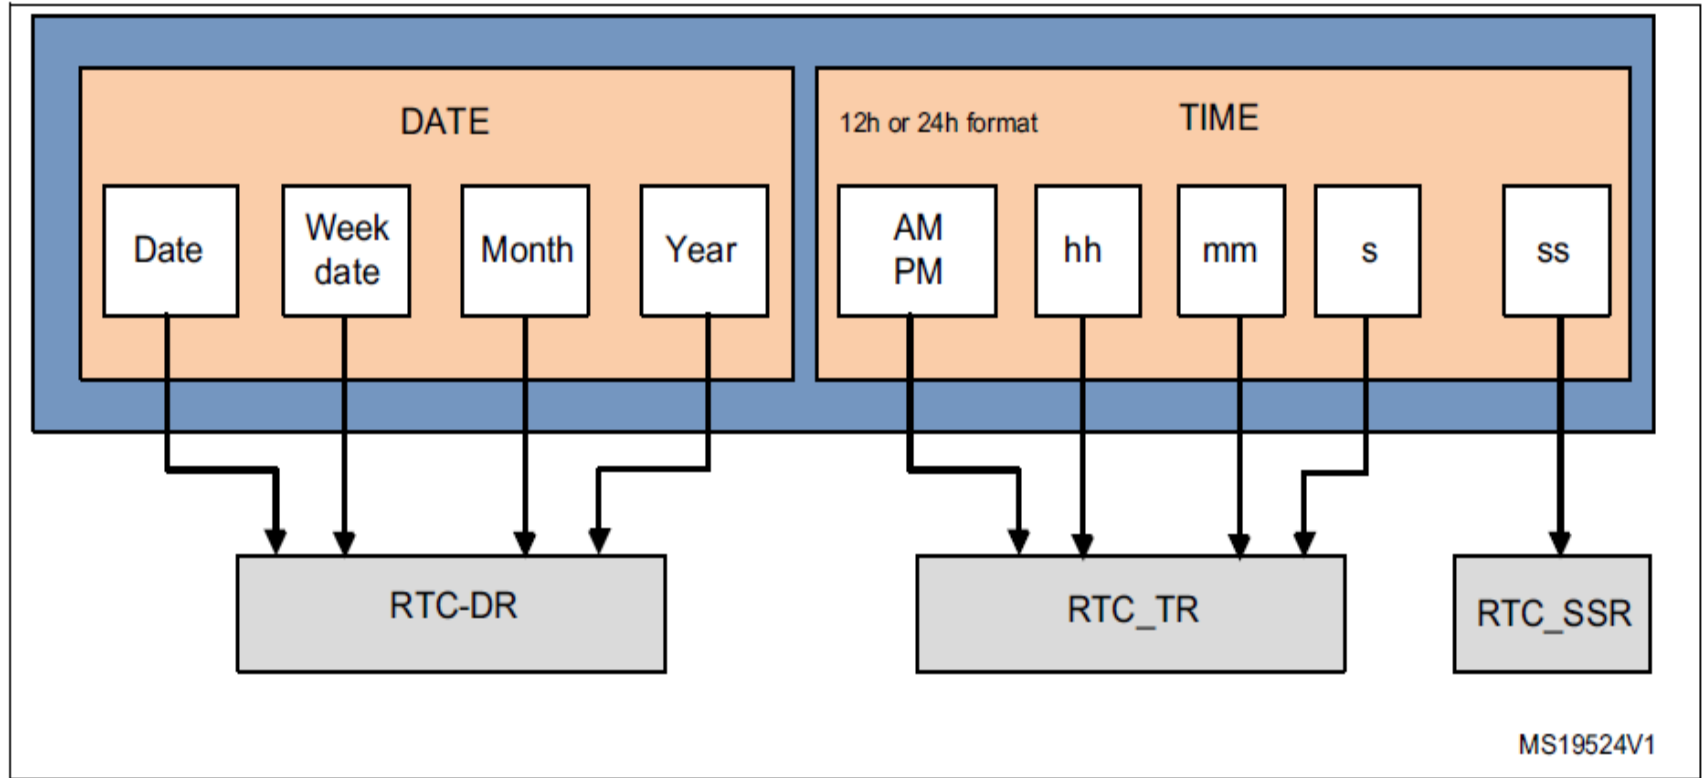 DATE
12h or 24h format
TIME
Date
Week
date
Month
Year
AM
PM
hh
mm
s
ss
RTC-DR
RTC_TR
RTC_SSR
MS19524V1